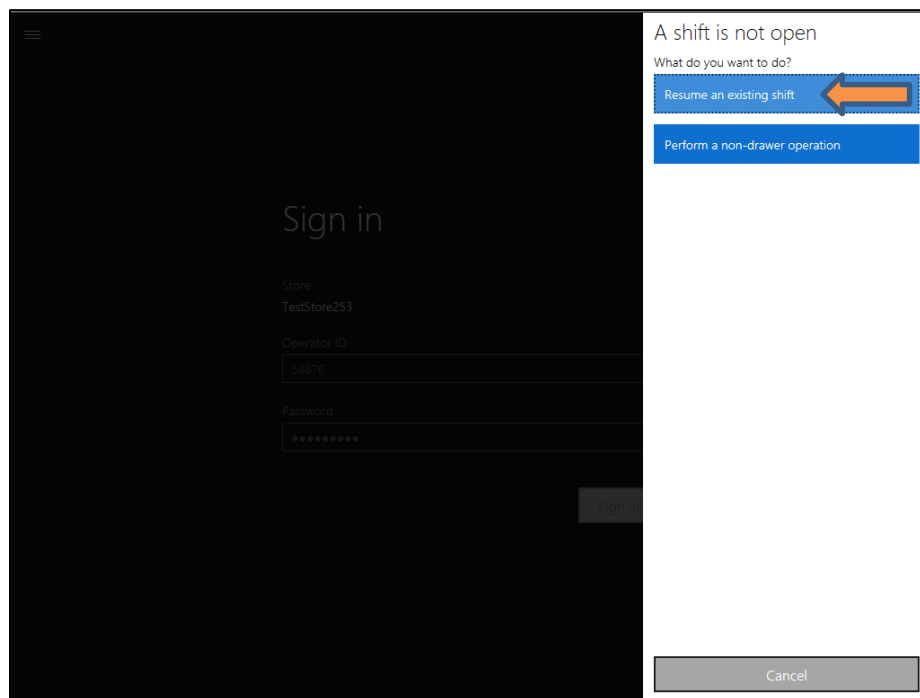 A shift is not open
What do you want to do?
Resume an existing shift
Perform a non-drawer operation
Sign in
Store
TestStore253
Operator ID
54876
Password
Sign in
Cancel